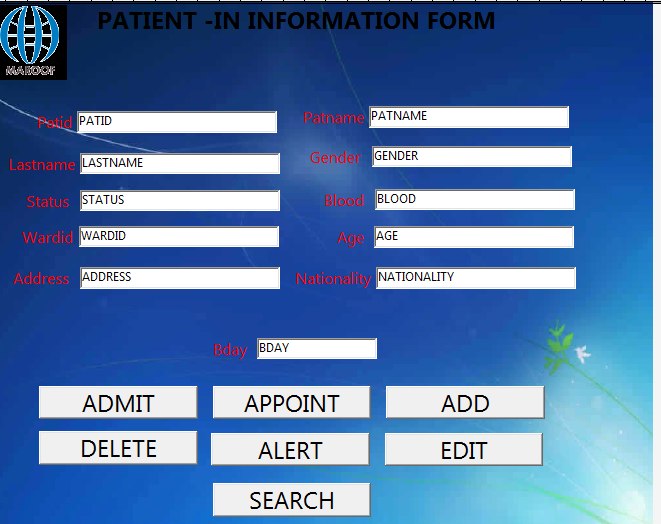 PATIENT -IN INFORMATION FORM
MAROOF
Patid PATID Patname PATNAME
Lastname LASTNAME Gender GENDER
Status STATUS Blood BLOOD
Wardid WARDID Age AGE
Address ADDRESS Nationality NATIONALITY
Bday BDAY
ADMIT APPOINT ADD
DELETE ALERT EDIT
SEARCH